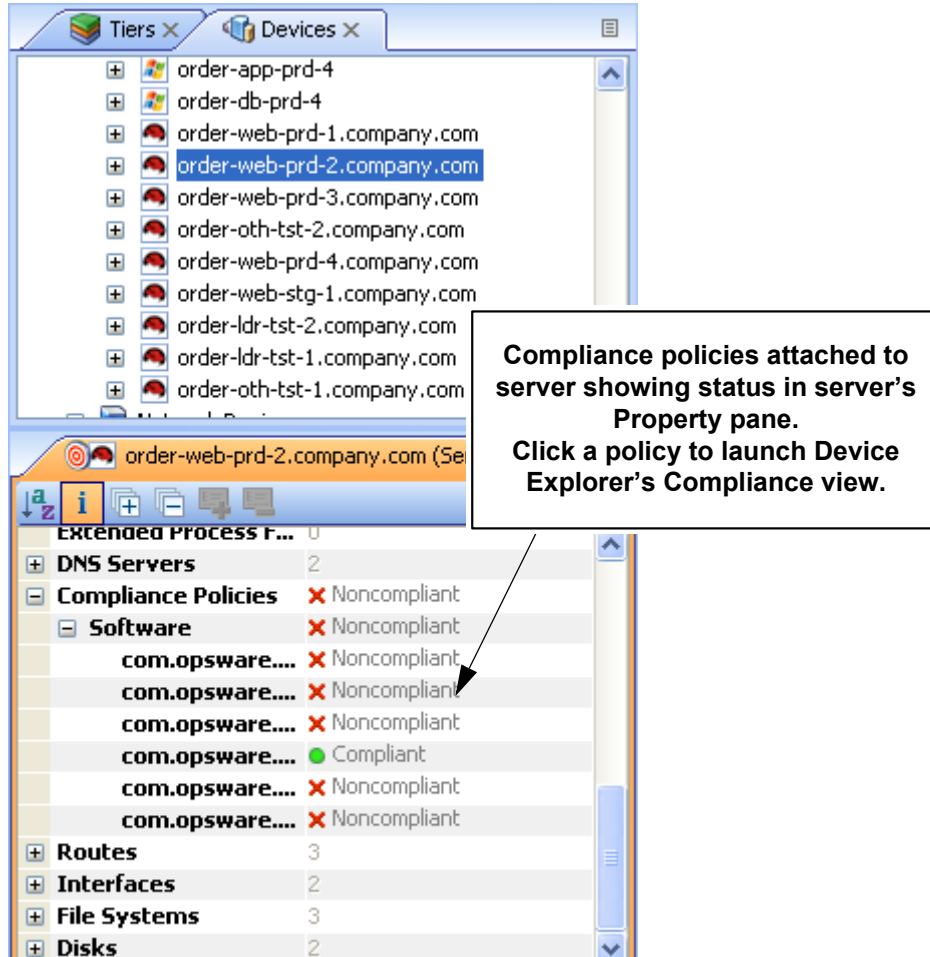 Tiers
Devices
order-app-prd-4
order-db-prd-4
order-web-prd-1.company.com
order-web-prd-2.company.com
order-web-prd-3.company.com
order-oth-tst-2.company.com
order-web-prd-4.company.com
order-web-stg-1.company.com
order-ldr-tst-2.company.com
order-ldr-tst-1.company.com
order-oth-tst-1.company.com
Compliance policies attached to
server showing status in server's
Property pane.
Click a policy to launch Device
Explorer's Compliance view.
order-web-prd-2.company.com (Se
Extended Process F... 0
DNS Servers 2
Compliance Policies Noncompliant
Software Noncompliant
com.opsware.... Noncompliant
com.opsware.... Noncompliant
com.opsware.... Noncompliant
com.opsware.... Compliant
com.opsware.... Noncompliant
com.opsware.... Noncompliant
Routes 3
Interfaces 2
File Systems 3
Disks 2